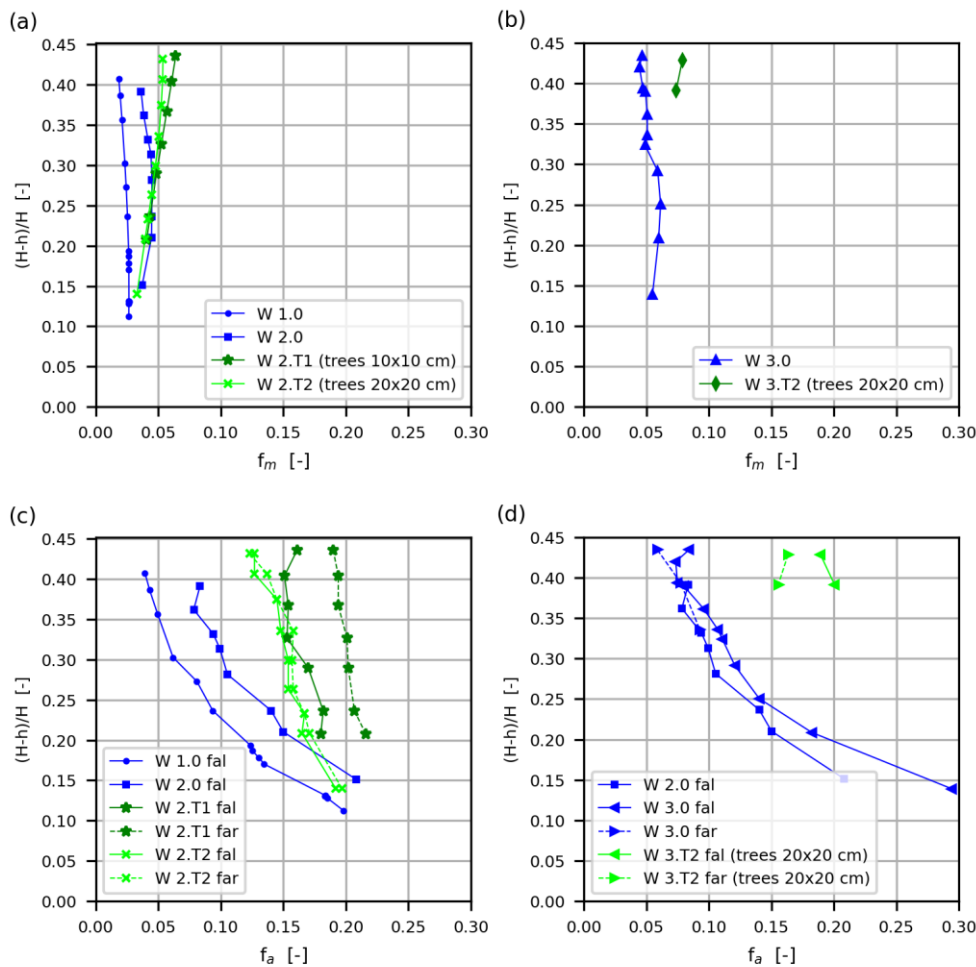 (a)
(b)
0.45
0.40
0.35
0.30
0.25
0.20
0.15
0.10
0.05
0.00
(H-h)/H [-]
W 1.0
W 2.0
W 2.T1 (trees 10x10 cm)
W 2.T2 (trees 20x20 cm)
0.00 0.05 0.10 0.15 0.20 0.25 0.30
f_m [-]
0.45
0.40
0.35
0.30
0.25
0.20
0.15
0.10
0.05
0.00
(H-h)/H [-]
W 3.0
W 3.T2 (trees 20x20 cm)
0.00 0.05 0.10 0.15 0.20 0.25 0.30
f_m [-]
(c)
(d)
0.45
0.40
0.35
0.30
0.25
0.20
0.15
0.10
0.05
0.00
(H-h)/H [-]
W 1.0 fal
W 2.0 fal
W 2.T1 fal
W 2.T1 far
W 2.T2 fal
W 2.T2 far
0.00 0.05 0.10 0.15 0.20 0.25 0.30
f_a [-]
0.45
0.40
0.35
0.30
0.25
0.20
0.15
0.10
0.05
0.00
(H-h)/H [-]
W 2.0 fal
W 3.0 fal
W 3.0 far
W 3.T2 fal (trees 20x20 cm)
W 3.T2 far (trees 20x20 cm)
0.00 0.05 0.10 0.15 0.20 0.25 0.30
f_a [-]